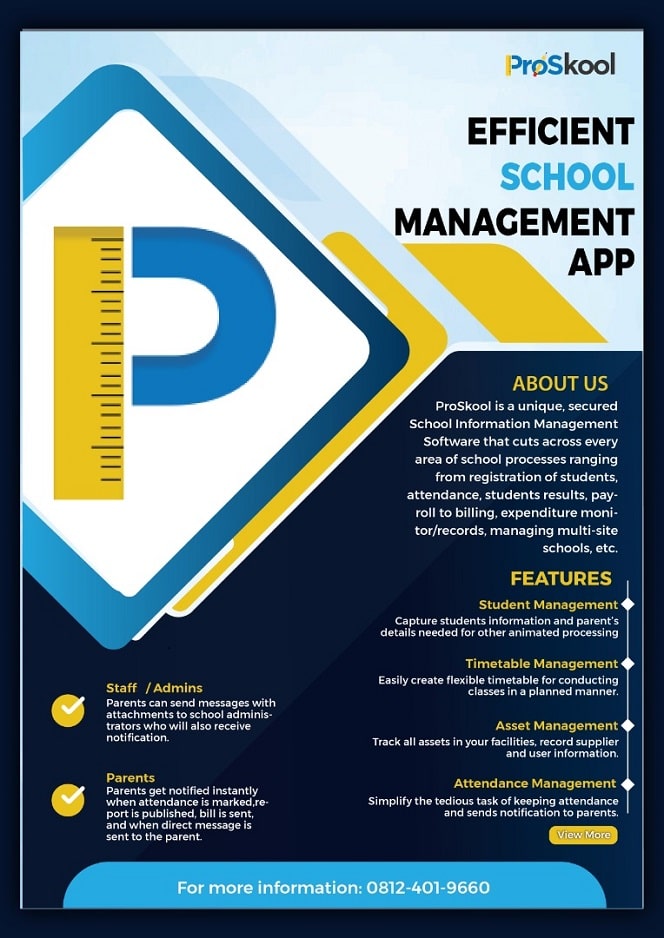 ProSkool
EFFICIENT
SCHOOL
MANAGEMENT
APP
ABOUT US
ProSkool is a unique, secured
School Information Management
Software that cuts across every
area of school processes ranging
from registration of students,
attendance, students results, pay-
roll to billing, expenditure moni-
tor/records, managing multi-site
schools, etc.
FEATURES
Student Management
Capture students information and parent's
details needed for other animated processing
Timetable Management
Easily create flexible timetable for conducting
classes in a planned manner.
Asset Management
Track all assets in your facilities, record supplier
and user information.
Attendance Management
Simplify the tedious task of keeping attendance
and sends notification to parents.
View More
Staff / Admins
Parents can send messages with
attachments to school adminis-
trators who will also receive
notification.
Parents
Parents get notified instantly
when attendance is marked,re-
port is published, bill is sent,
and when direct message is
sent to the parent.
For more information: 0812-401-9660